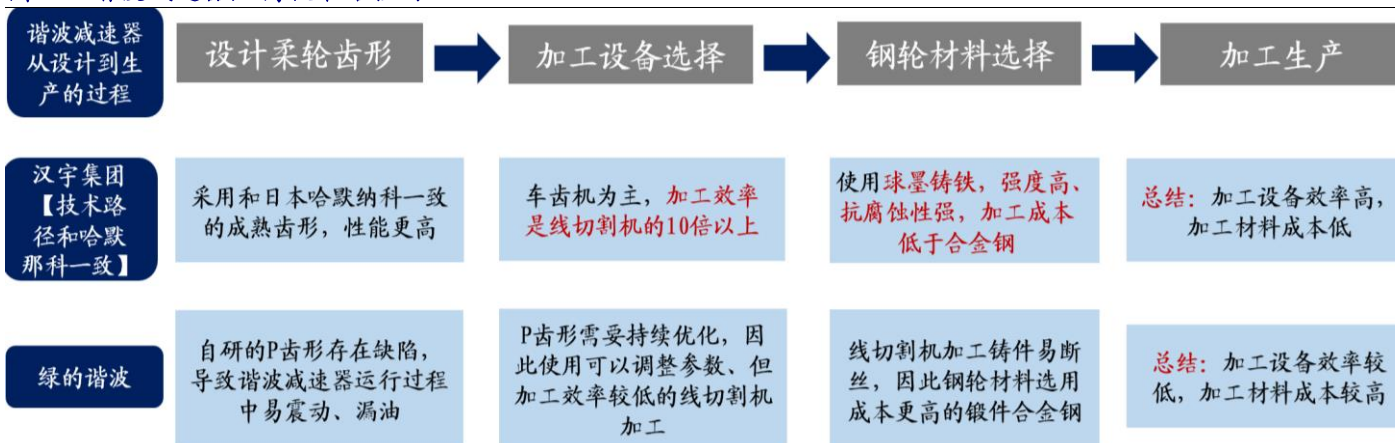 谐波减速器
从设计到生
产的过程
设计柔轮齿形
加工设备选择
钢轮材料选择
加工生产
汉宇集团
【技术路
径和哈默
那科一致】
采用和日本哈默纳科一致
的成熟齿形，性能更高
车齿机为主，加工效率
是线切割机的10倍以上
使用球墨铸铁，强度高、
抗腐蚀性强，加工成本
低于合金钢
总结：加工设备效率高，
加工材料成本低
绿的谐波
自研的P齿形存在缺陷，
导致谐波减速器运行过程
中易震动、漏油
P齿形需要持续优化，因
此使用可以调整参数、但
加工效率较低的线切割机
加工
线切割机加工铸件易断
丝，因此钢轮材料选用
成本更高的锻件合金钢
总结：加工设备效率较
低，加工材料成本较高